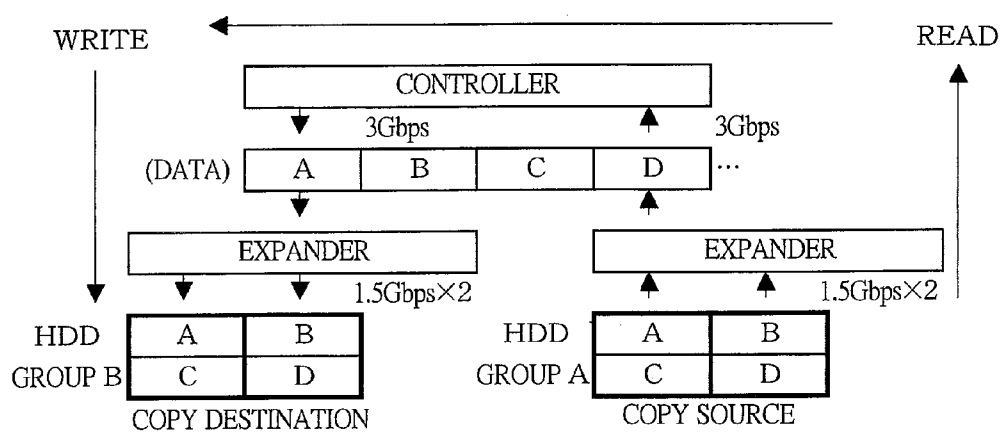 WRITE READ
CONTROLLER
3Gbps 3Gbps
(DATA) A B C D ...
EXPANDER EXPANDER
1.5Gbps×2 1.5Gbps×2
HDD A B HDD A B
GROUP B C D GROUP A C D
COPY DESTINATION COPY SOURCE